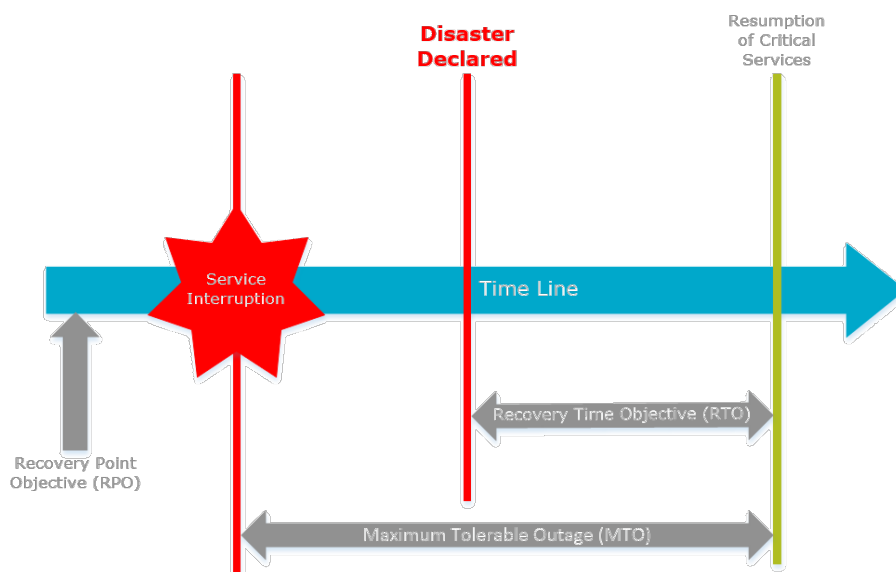 Disaster
Declared
Resumption
of Critical
Services
Service
Interruption
Time Line
Recovery Time Objective (RTO)
Recovery Point
Objective (RPO)
Maximum Tolerable Outage (MTO)